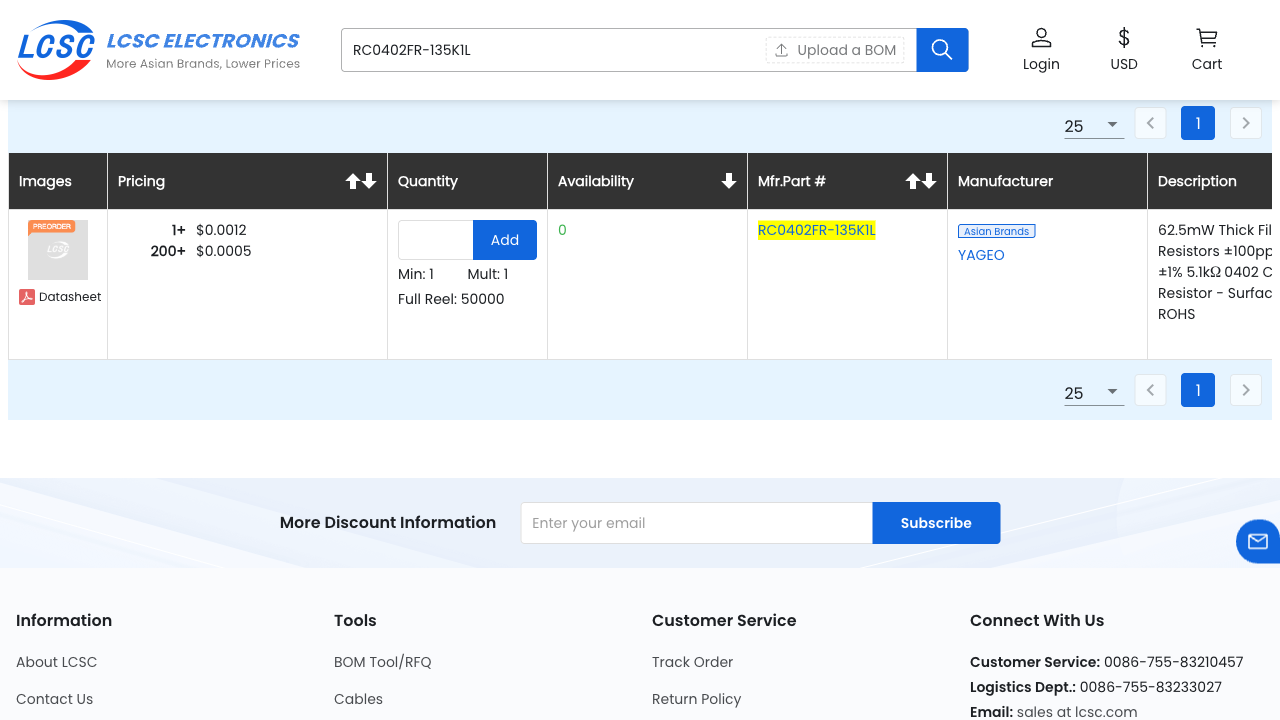 LCSC
LCSC ELECTRONICS
More Asian Brands, Lower Prices
RC0402FR-135K1L
Upload a BOM
Login
$
USD
Cart
25
1
Images
Pricing
Quantity
Availability
Mfr.Part #
Manufacturer
Description
PREORDER
LCSC
Datasheet
1+ $0.0012
200+ $0.0005
Add
Min: 1 Mult: 1
Full Reel: 50000
0
RC0402FR-135K1L
Asian Brands
YAGEO
62.5mW Thick Fil
Resistors ±100pp
±1% 5.1kΩ 0402 C
Resistor - Surfac
ROHS
25
1
More Discount Information
Enter your email
Subscribe
Information
About LCSC
Contact Us
Tools
BOM Tool/RFQ
Cables
Customer Service
Track Order
Return Policy
Connect With Us
Customer Service: 0086-755-83210457
Logistics Dept.: 0086-755-83233027
Email: sales at lcsc.com